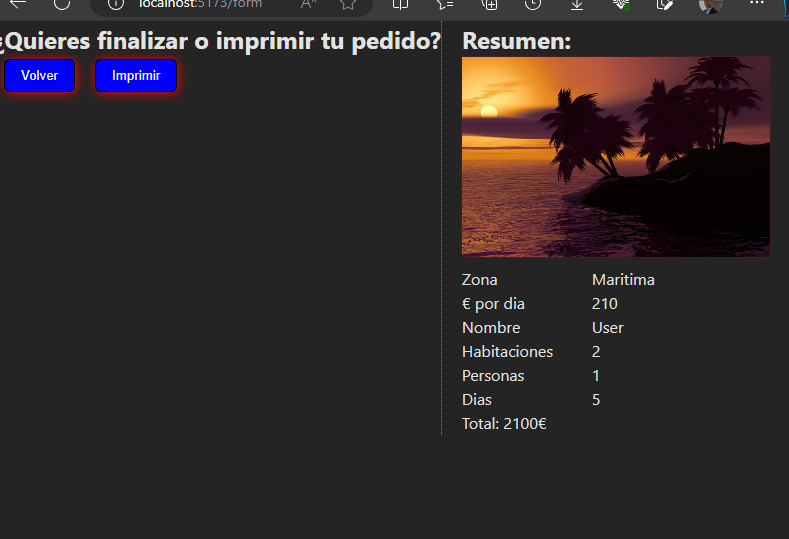 localhost:5173/form
¿Quieres finalizar o imprimir tu pedido?
Volver
Imprimir
Resumen:
Zona Maritima
€ por dia 210
Nombre User
Habitaciones 2
Personas 1
Dias 5
Total: 2100€